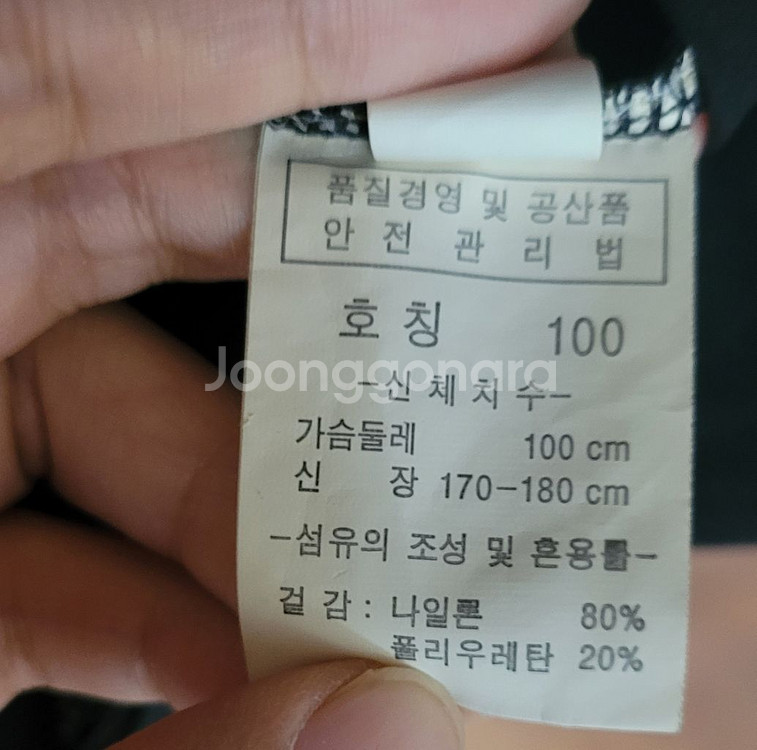 품질경영 및 공산품
안 전 관 리 법
호 칭 100
Joonggonara
-신 체 치 수-
가슴둘레 100 cm
신 장 170-180 cm
-섬유의 조성 및 혼용률-
겉 감 : 나일론 80%
폴리우레탄 20%